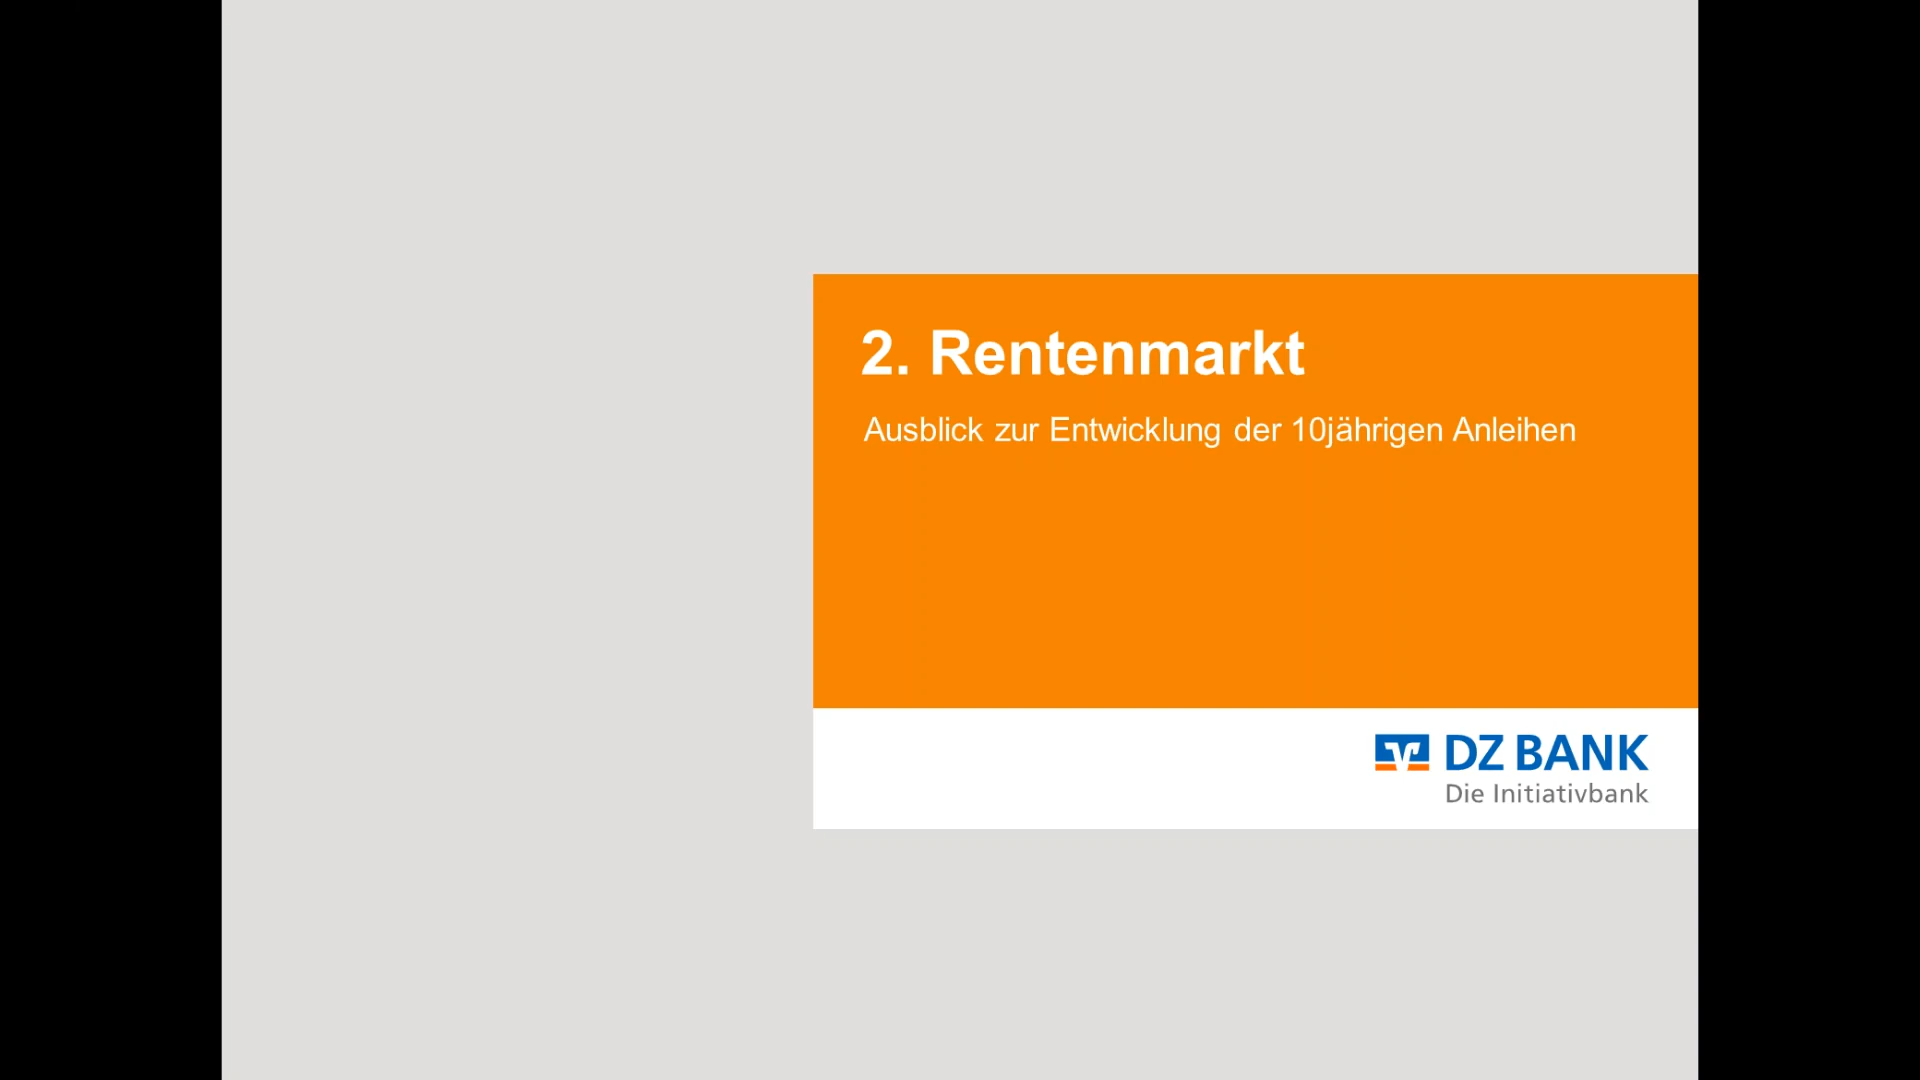 2. Rentenmarkt
Ausblick zur Entwicklung der 10jährigen Anleihen
DZ BANK
Die Initiativbank